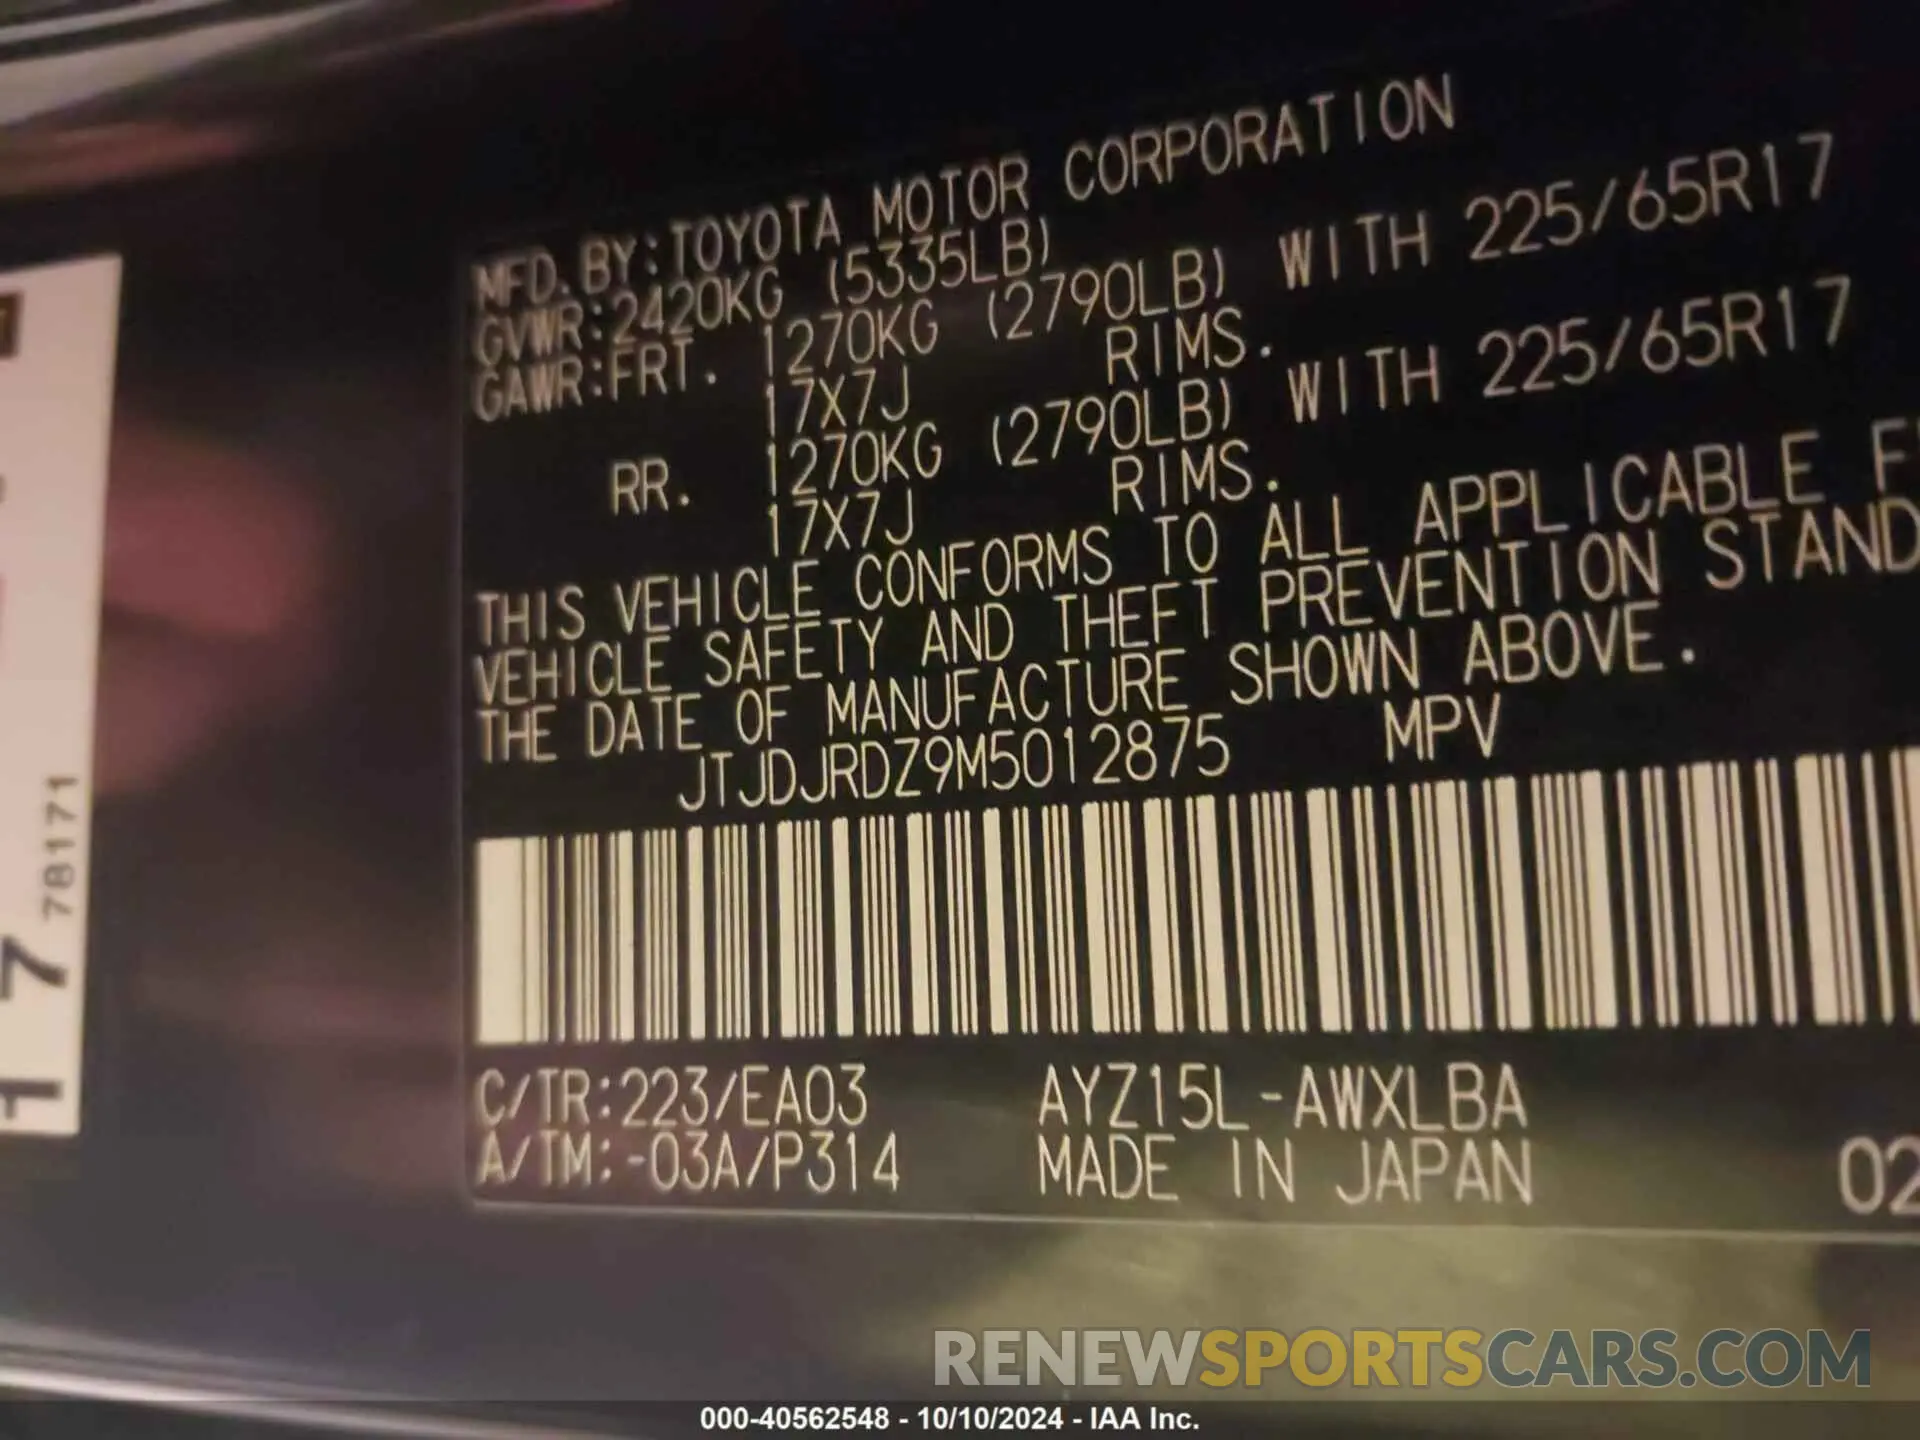 MFD. BY:TOYOTA MOTOR CORPORATION
GVWR:2420KG (5335LB)
GAWR:FRT. 1270KG (2790LB) WITH 225/65R17
17X7J RIMS.
RR. 1270KG (2790LB) WITH 225/65R17
17X7J RIMS.
THIS VEHICLE CONFORMS TO ALL APPLICABLE
VEHICLE SAFETY AND THEFT PREVENTION STAND
THE DATE OF MANUFACTURE SHOWN ABOVE.
JTJDJRDZ9M5012875 MPV
C/TR:223/EA03 AYZ15L-AWXLBA
A/TM:-03A/P314 MADE IN JAPAN 02
17 78171
RENEWSPORTSCARS.COM
000-40562548 - 10/10/2024 - IAA Inc.